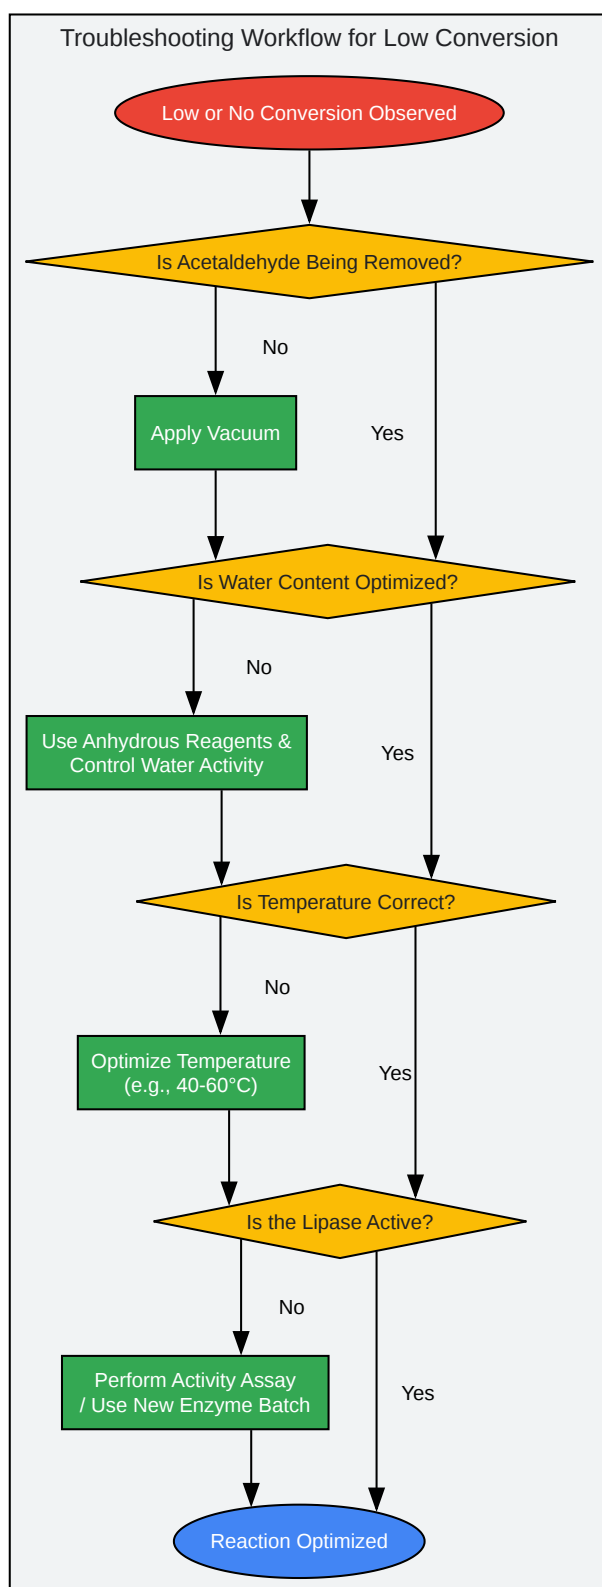 Troubleshooting Workflow for Low Conversion
Low or No Conversion Observed
Is Acetaldehyde Being Removed?
No
Apply Vacuum
Yes
Is Water Content Optimized?
No
Use Anhydrous Reagents &
Control Water Activity
Yes
Is Temperature Correct?
No
Optimize Temperature
(e.g., 40-60°C)
Yes
Is the Lipase Active?
No
Perform Activity Assay
/ Use New Enzyme Batch
Yes
Reaction Optimized